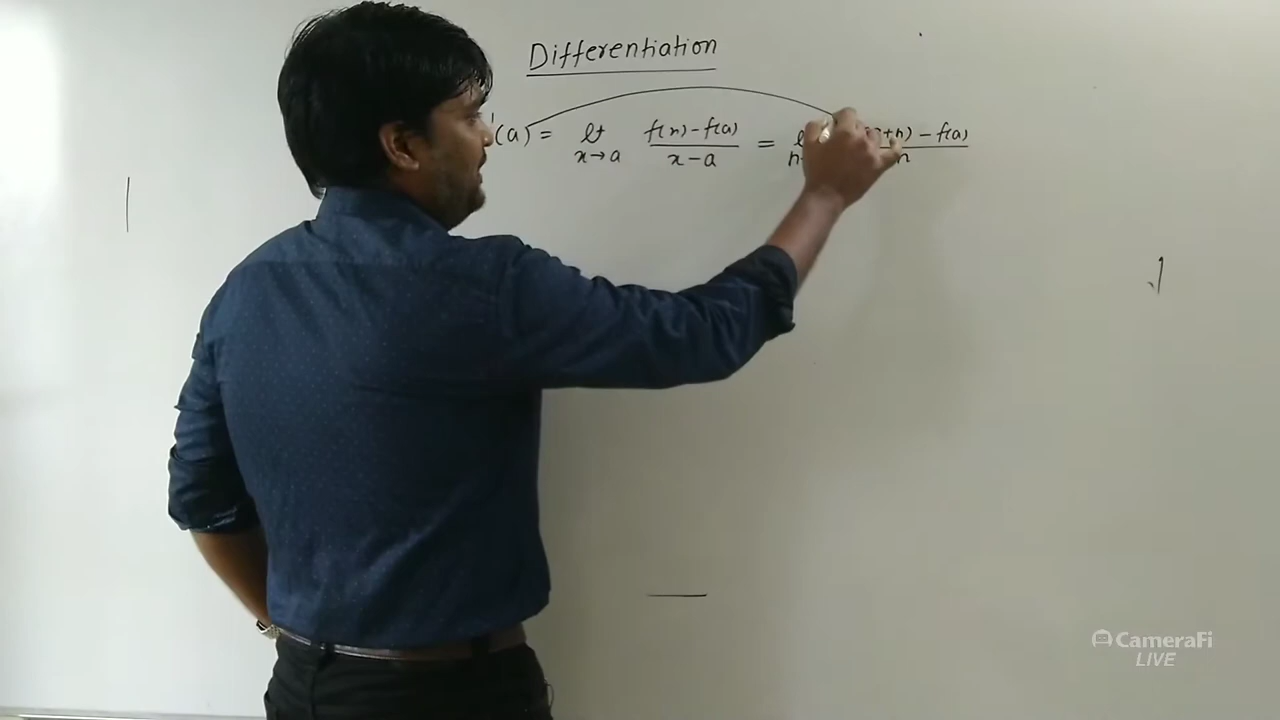 Differentiation
'(a) = lt f(x) - f(a) = f(a+h) - f(a)
x→a x-a h
CameraFi
LIVE